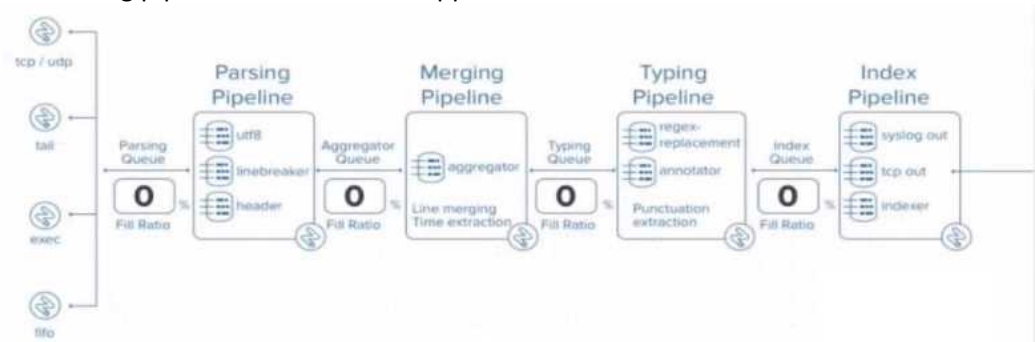 tcp / udp
tail
exec
fifo
Parsing
Queue
0 %
Fill Ratio
Parsing
Pipeline
utf8
linebreaker
header
Aggregator
Queue
0 %
Fill Ratio
Merging
Pipeline
aggregator
Line merging
Time extraction
Typing
Queue
0 %
Fill Ratio
Typing
Pipeline
regex-
replacement
annotator
Punctuation
extraction
Index
Queue
0 %
Fill Ratio
Index
Pipeline
syslog out
tcp out
indexer